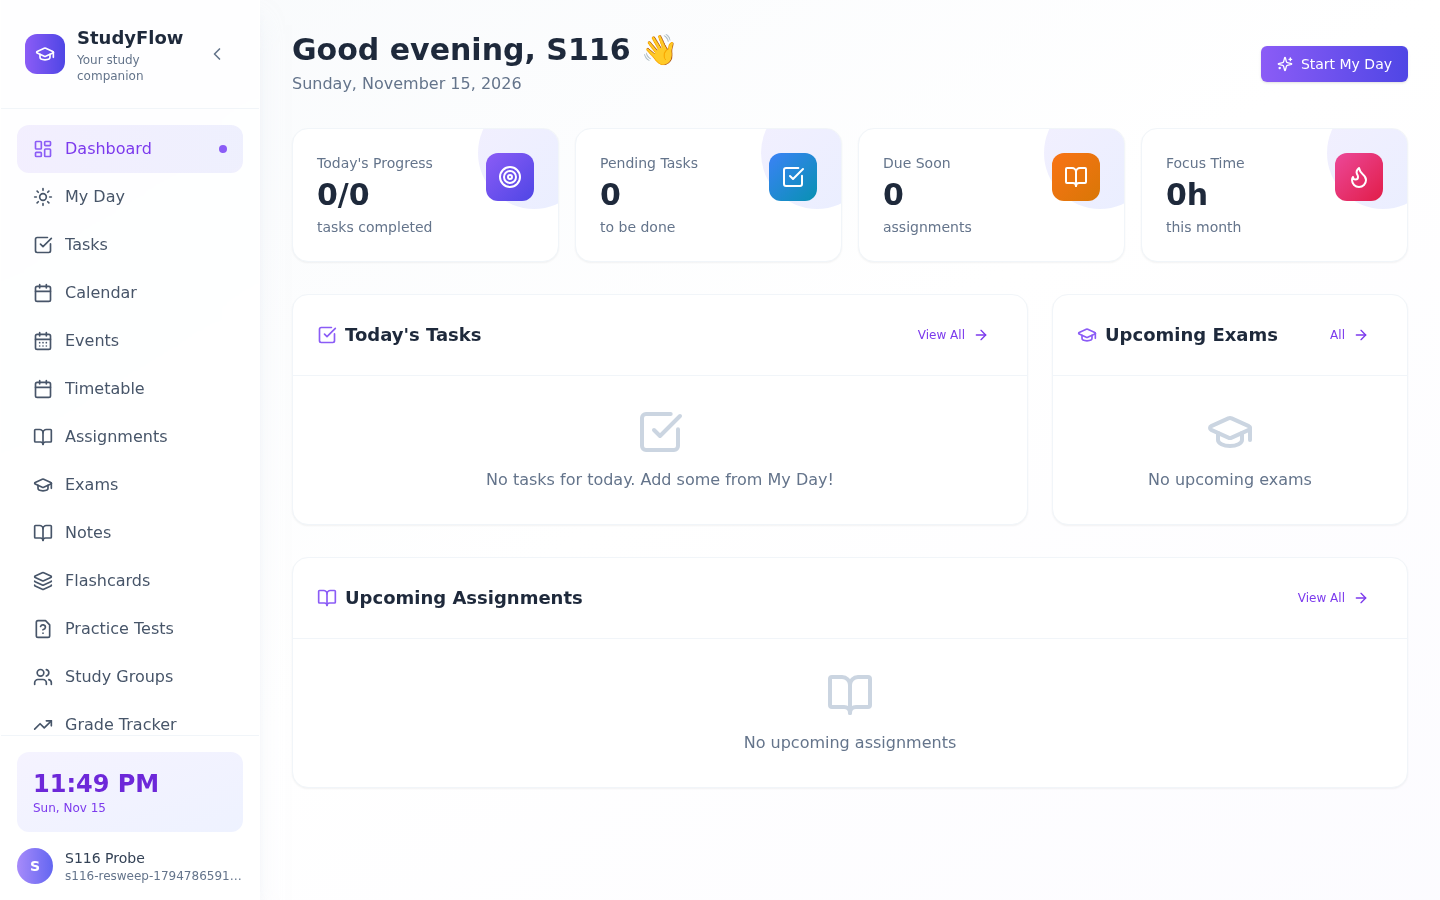 StudyFlow
Your study
companion
Dashboard
My Day
Tasks
Calendar
Events
Timetable
Assignments
Exams
Notes
Flashcards
Practice Tests
Study Groups
Grade Tracker
11:49 PM
Sun, Nov 15
S
S116 Probe
s116-resweep-1794786591...
Good evening, S116 👋
Sunday, November 15, 2026
Start My Day
Today's Progress
0/0
tasks completed
Pending Tasks
0
to be done
Due Soon
0
assignments
Focus Time
0h
this month
Today's Tasks
View All
No tasks for today. Add some from My Day!
Upcoming Exams
All
No upcoming exams
Upcoming Assignments
View All
No upcoming assignments